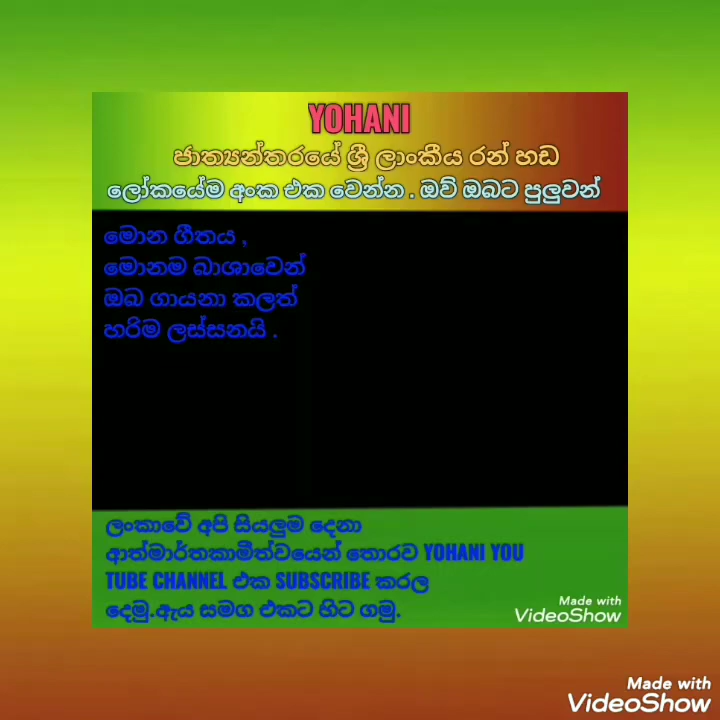 YOHANI
ජාත්‍යන්තරයේ ශ්‍රී ලාංකීය රන් හඩ
ලෝකයේම අංක එක වෙන්න . ඔව් ඔබට පුලුවන්
මොන ගීතය ,
මොනම බාශාවෙන්
ඔබ ගායනා කලත්
හරිම ලස්සනයි .
ලංකාවේ අපි සියලුම දෙනා
ආත්මාර්තකාමීත්වයෙන් තොරව YOHANI YOU
TUBE CHANNEL එක SUBSCRIBE කරල
දෙමු.ඇය සමග එකට හිට ගමු.
Made with
VideoShow
Made with
VideoShow